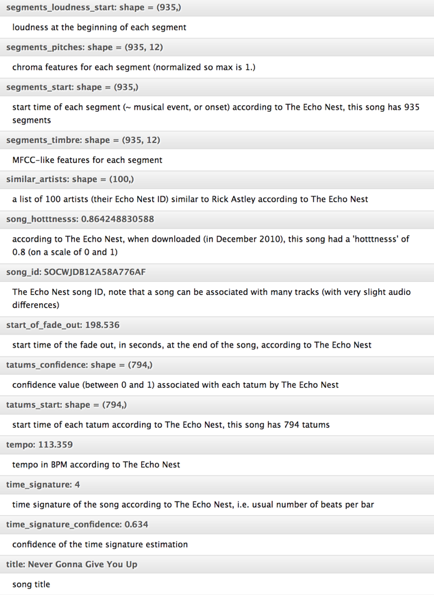 segments_loudness_start: shape = (935,)
loudness at the beginning of each segment
segments_pitches: shape = (935, 12)
chroma features for each segment (normalized so max is 1.)
segments_start: shape = (935,)
start time of each segment (~ musical event, or onset) according to The Echo Nest, this song has 935
segments
segments_timbre: shape = (935, 12)
MFCC-like features for each segment
similar_artists: shape = (100,)
a list of 100 artists (their Echo Nest ID) similar to Rick Astley according to The Echo Nest
song_hotttnesss: 0.864248830588
according to The Echo Nest, when downloaded (in December 2010), this song had a 'hotttnesss' of
0.8 (on a scale of 0 and 1)
song_id: SOCWJDB12A58A776AF
The Echo Nest song ID, note that a song can be associated with many tracks (with very slight audio
differences)
start_of_fade_out: 198.536
start time of the fade out, in seconds, at the end of the song, according to The Echo Nest
tatums_confidence: shape = (794,)
confidence value (between 0 and 1) associated with each tatum by The Echo Nest
tatums_start: shape = (794,)
start time of each tatum according to The Echo Nest, this song has 794 tatums
tempo: 113.359
tempo in BPM according to The Echo Nest
time_signature: 4
time signature of the song according to The Echo Nest, i.e. usual number of beats per bar
time_signature_confidence: 0.634
confidence of the time signature estimation
title: Never Gonna Give You Up
song title